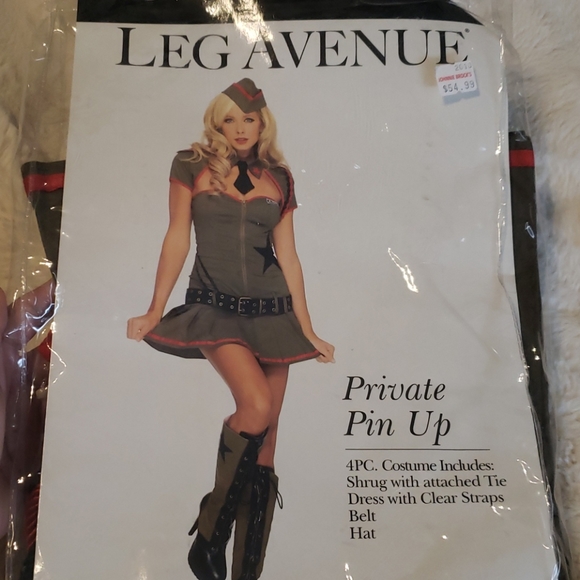 LEG AVENUE®
$54.99
Private
Pin Up
4PC. Costume Includes:
Shrug with attached Tie
Dress with Clear Straps
Belt
Hat